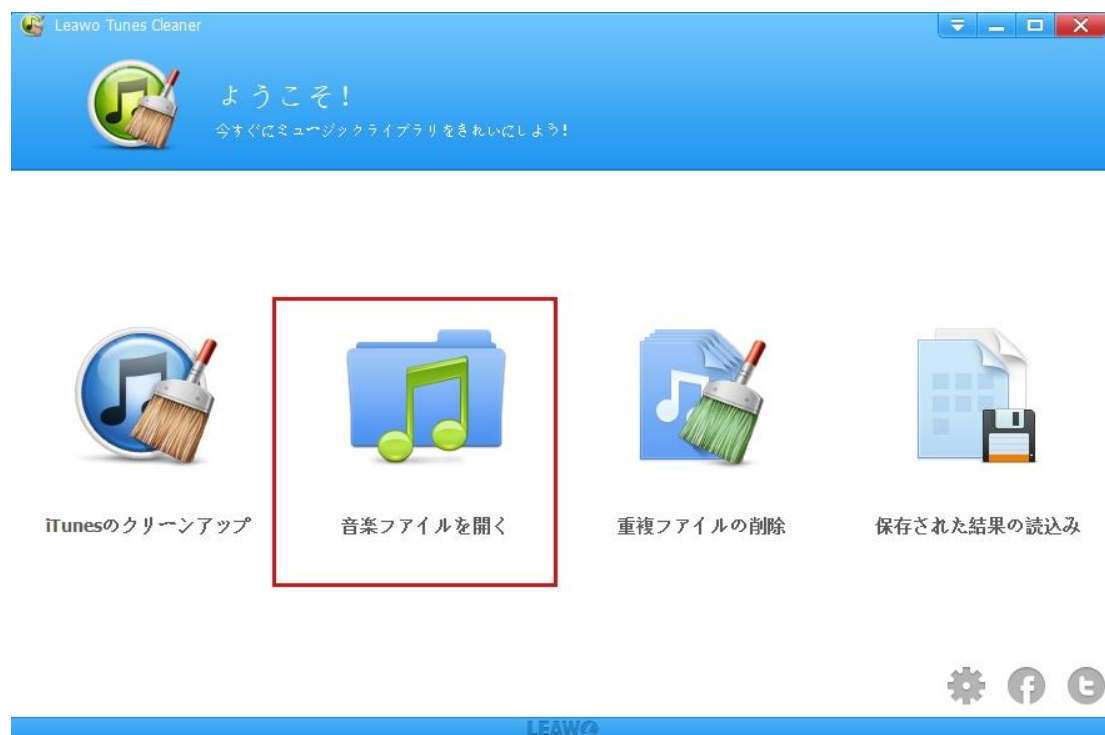 Leawo Tunes Cleaner
ようこそ!
今すぐにミュージックライブラリをきれいにしよう!
iTunesのクリーンアップ
音楽ファイルを開く
重複ファイルの削除
保存された結果の読込み
LEAWO